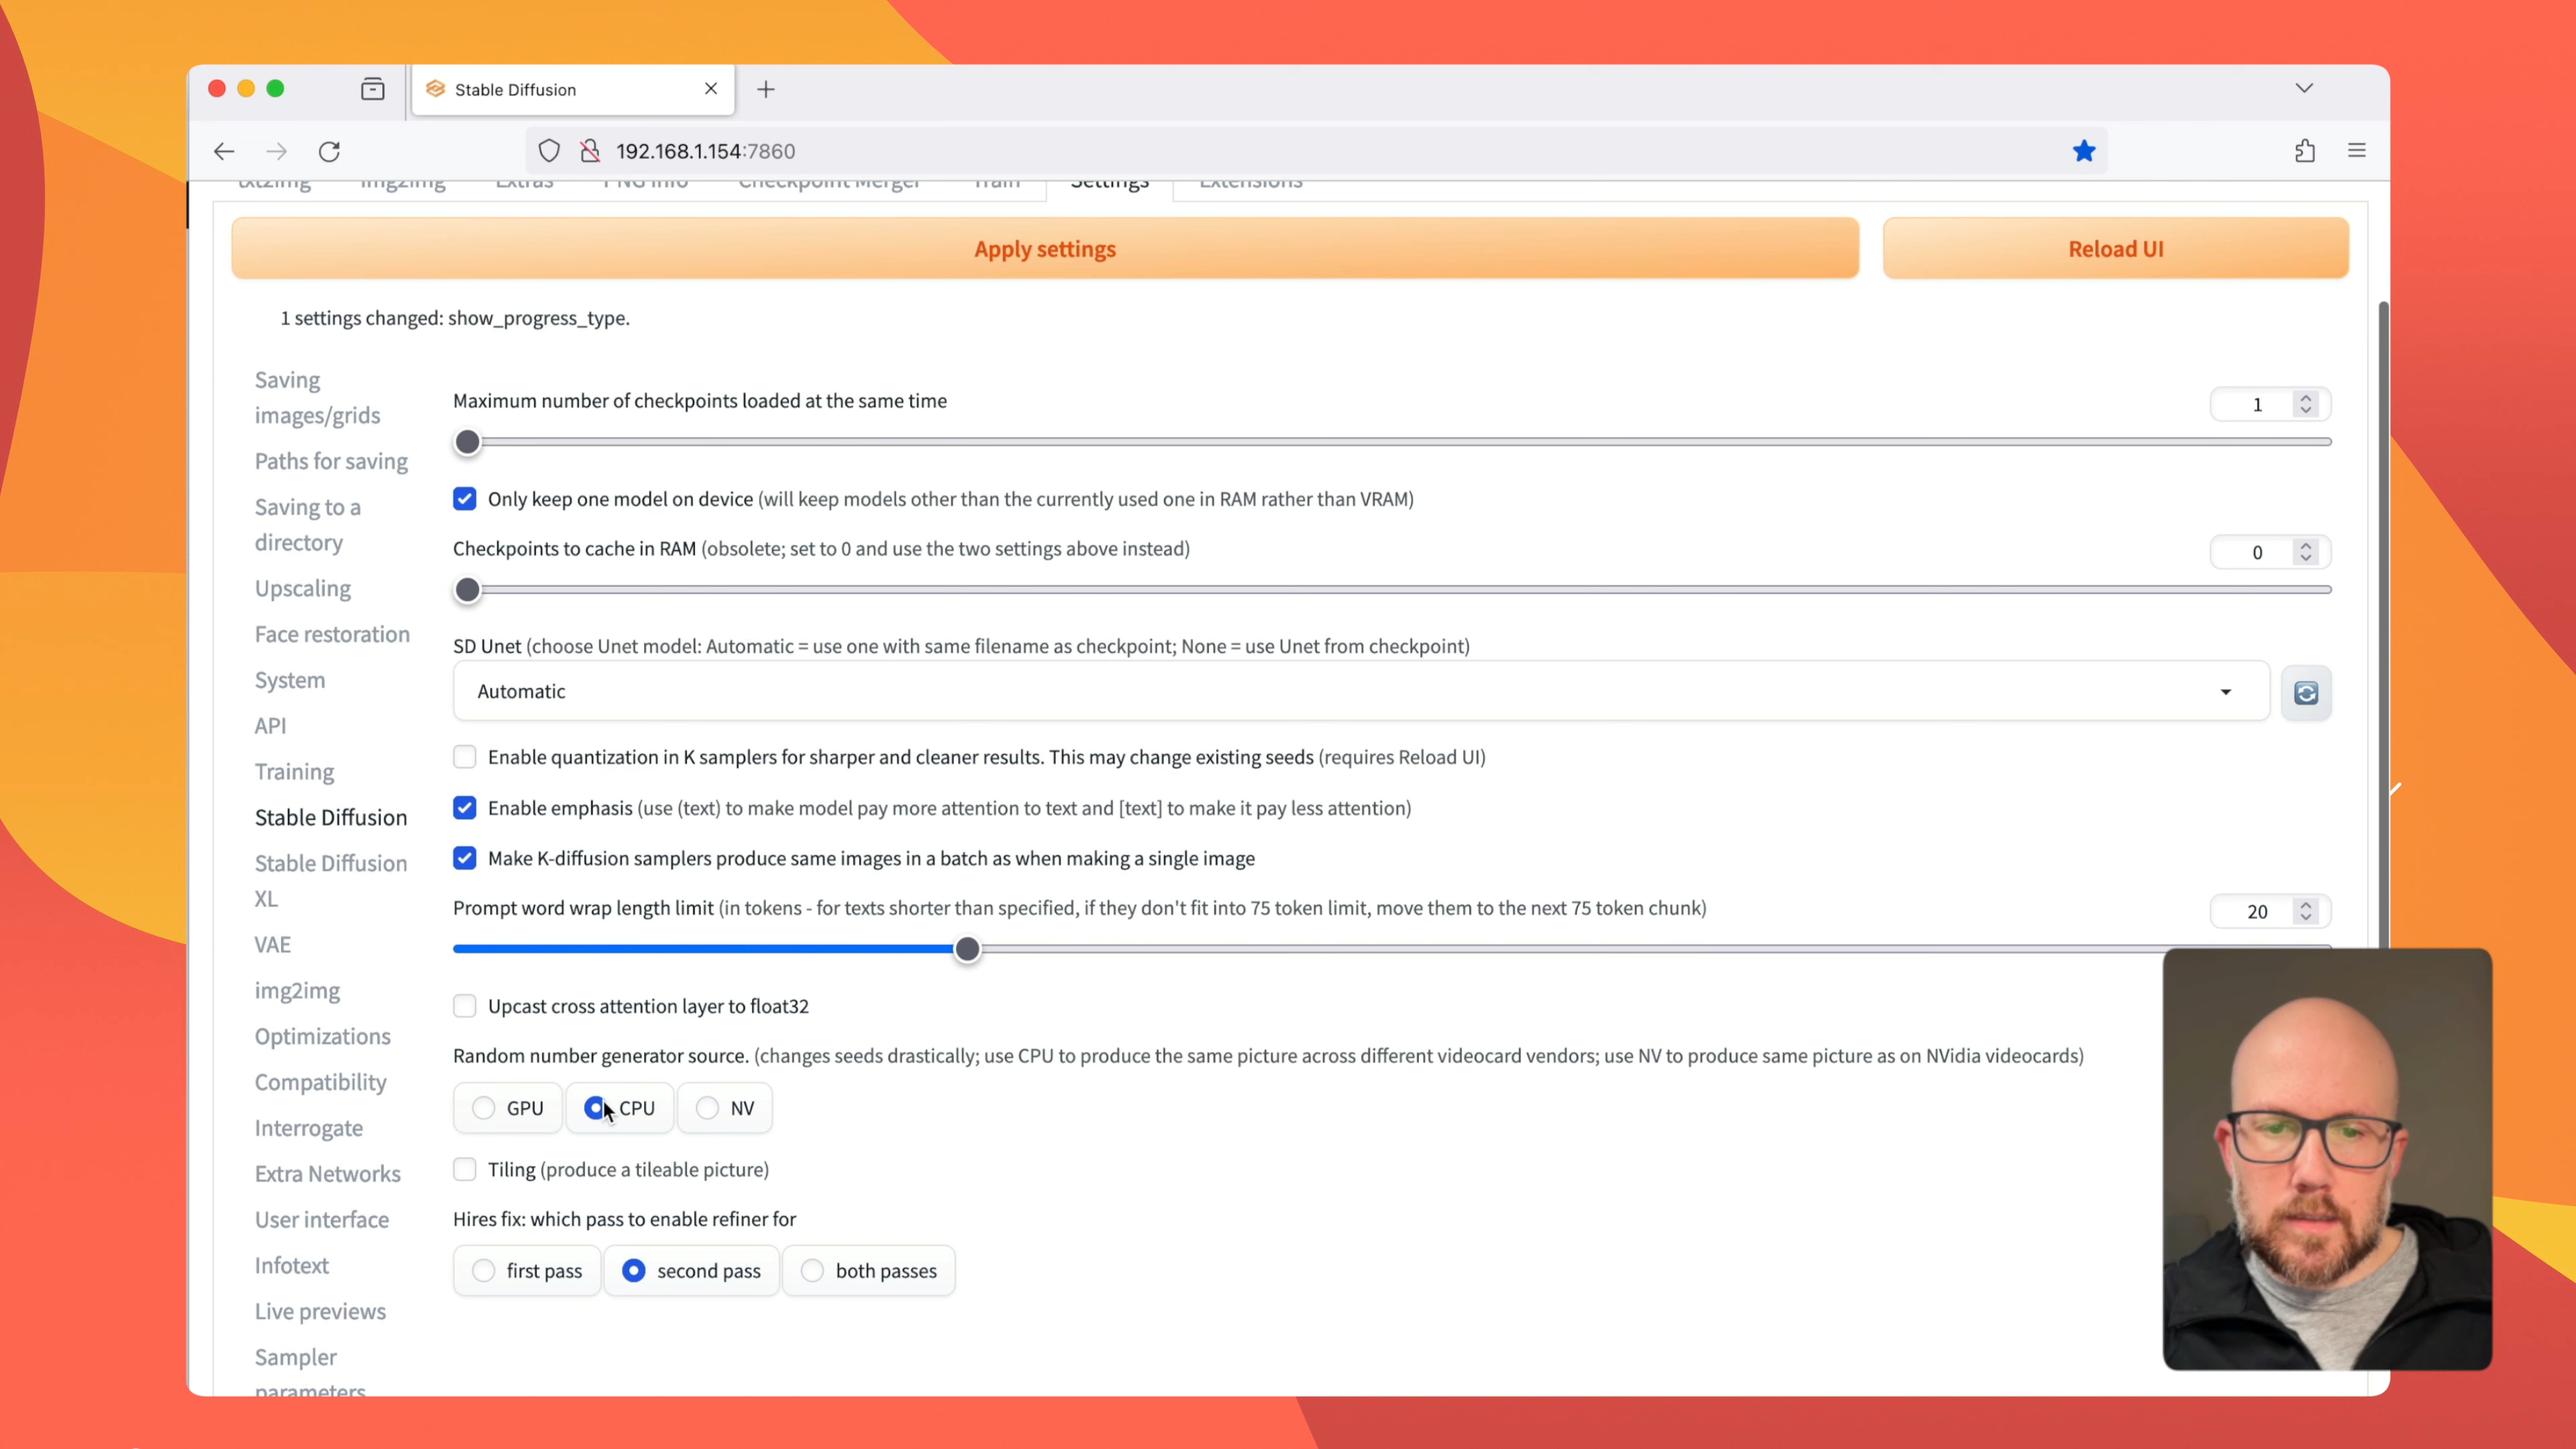 Stable Diffusion
192.168.1.154:7860
txt2img img2img Extras PNG Info Checkpoint Merger Train Settings Extensions
Apply settings
Reload UI
1 settings changed: show_progress_type.
Saving
images/grids
Paths for saving
Saving to a
directory
Upscaling
Face restoration
System
API
Training
Stable Diffusion
Stable Diffusion
XL
VAE
img2img
Optimizations
Compatibility
Interrogate
Extra Networks
User interface
Infotext
Live previews
Sampler
parameters
Maximum number of checkpoints loaded at the same time
1
Only keep one model on device (will keep models other than the currently used one in RAM rather than VRAM)
Checkpoints to cache in RAM (obsolete; set to 0 and use the two settings above instead)
0
SD Unet (choose Unet model: Automatic = use one with same filename as checkpoint; None = use Unet from checkpoint)
Automatic
Enable quantization in K samplers for sharper and cleaner results. This may change existing seeds (requires Reload UI)
Enable emphasis (use (text) to make model pay more attention to text and [text] to make it pay less attention)
Make K-diffusion samplers produce same images in a batch as when making a single image
Prompt word wrap length limit (in tokens - for texts shorter than specified, if they don't fit into 75 token limit, move them to the next 75 token chunk)
20
Upcast cross attention layer to float32
Random number generator source. (changes seeds drastically; use CPU to produce the same picture across different videocard vendors; use NV to produce same picture as on NVidia videocards)
GPU CPU NV
Tiling (produce a tileable picture)
Hires fix: which pass to enable refiner for
first pass second pass both passes